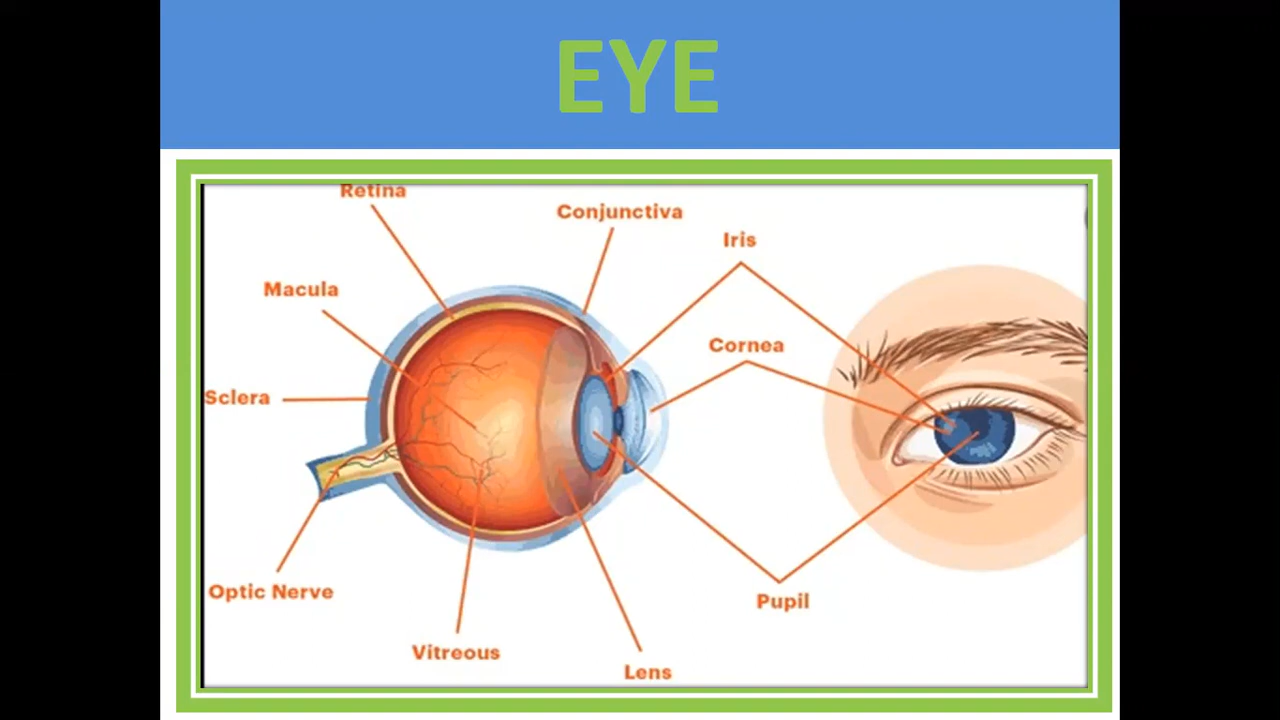 EYE
Retina
Conjunctiva
Iris
Macula
Cornea
Sclera
Optic Nerve
Pupil
Vitreous
Lens